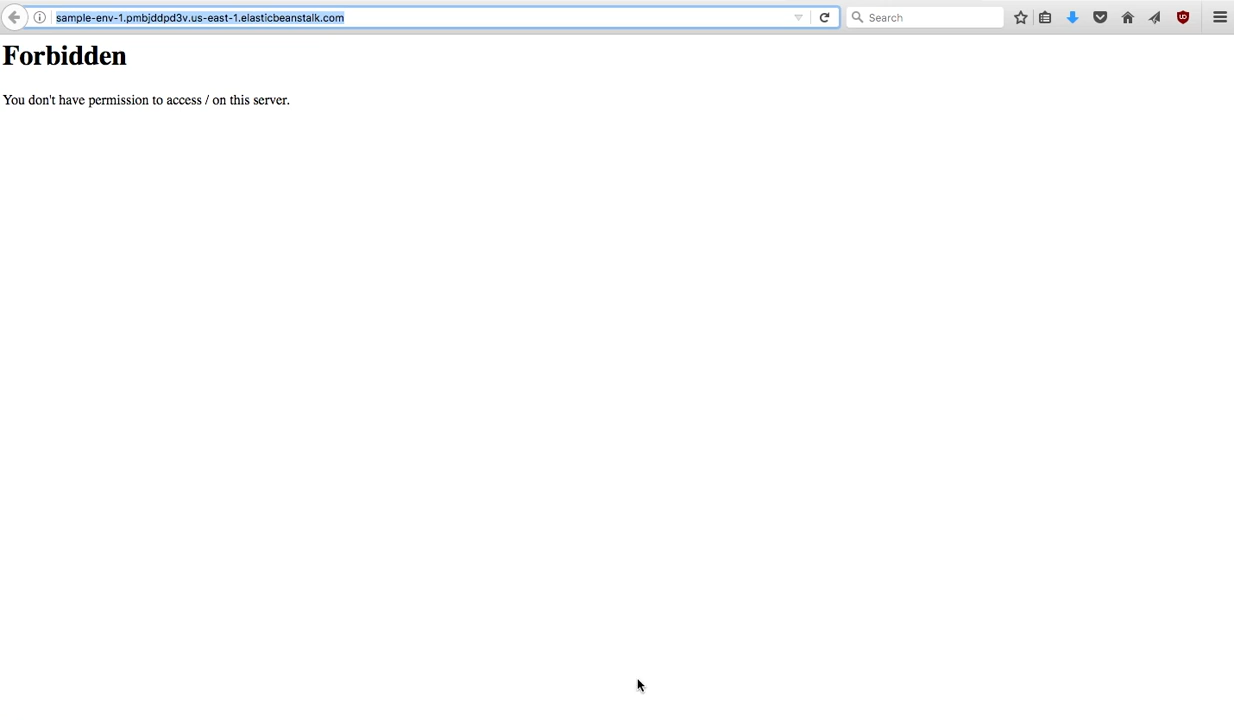 sample-env-1.pmbjddpd3v.us-east-1.elasticbeanstalk.com
Search
Forbidden
You don't have permission to access / on this server.